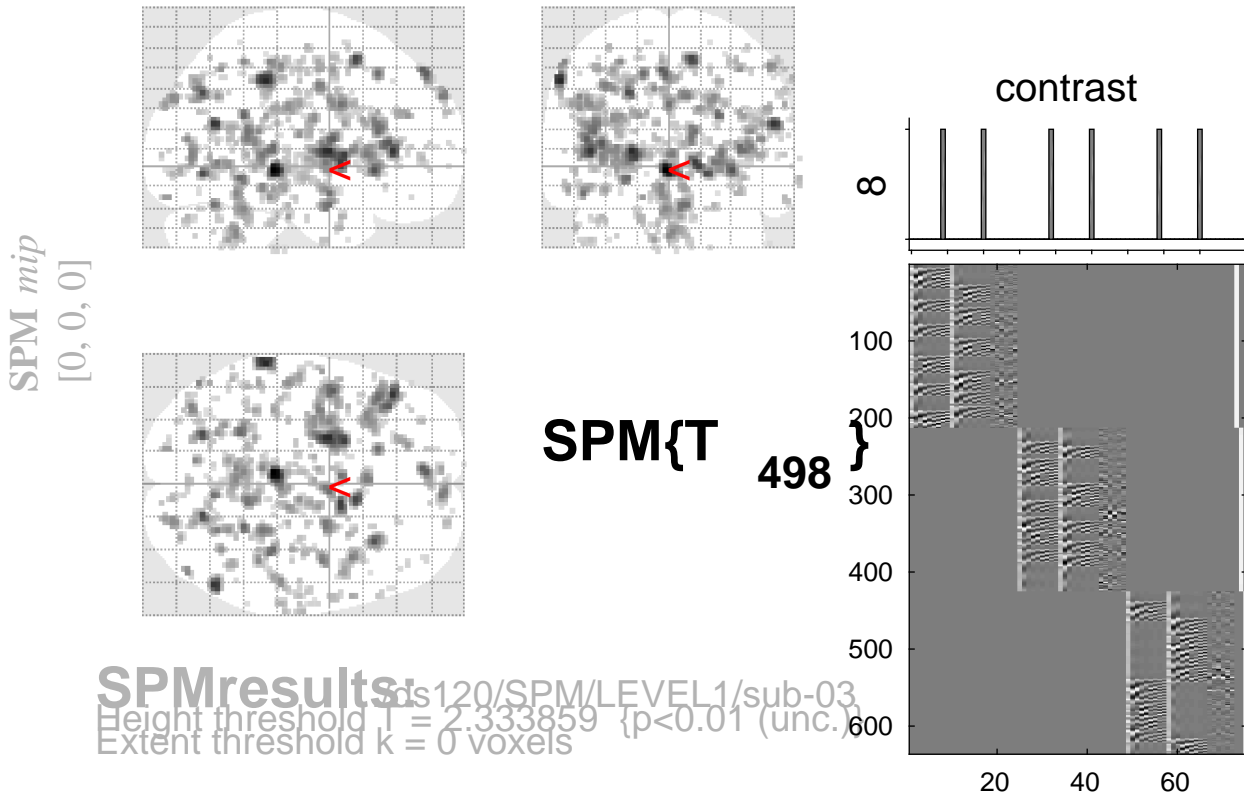 SPM mip
[0, 0, 0]
<
<
<
SPM{T 498 }
contrast
8
100
200
300
400
500
600
20 40 60
SPMresults: /ds120/SPM/LEVEL1/sub-03
Height threshold T = 2.333859 {p<0.01 (unc.)}
Extent threshold k = 0 voxels